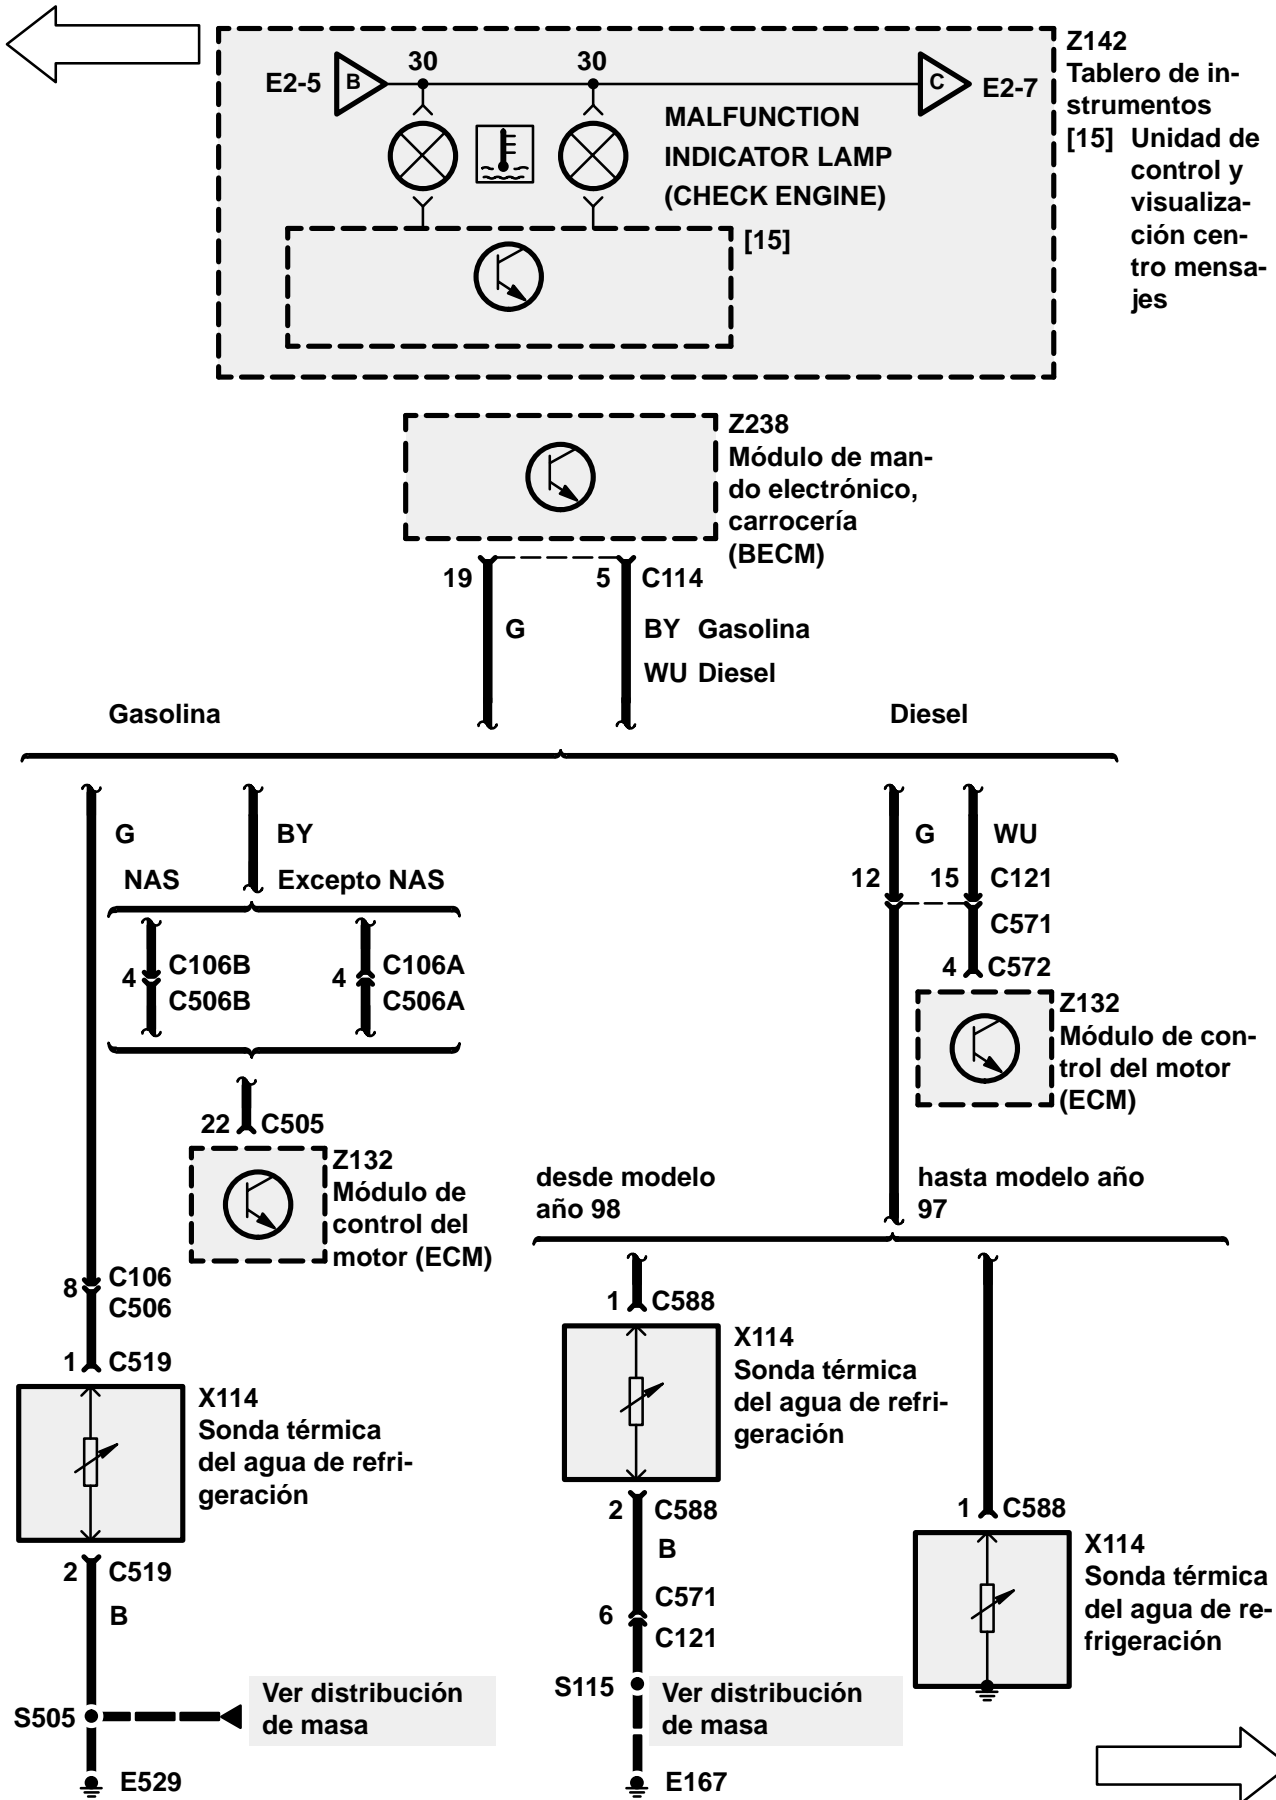 E2-5
B
30
30
C
E2-7
MALFUNCTION
INDICATOR LAMP
(CHECK ENGINE)
[15]
Z142
Tablero de in-
strumentos
[15] Unidad de
control y
visualiza-
ción cen-
tro mensa-
jes
Z238
Módulo de man-
do electrónico,
carrocería
(BECM)
19
5 C114
G
BY Gasolina
WU Diesel
Gasolina
Diesel
G
BY
NAS
Excepto NAS
4
C106B
C506B
4
C106A
C506A
22 C505
Z132
Módulo de
control del
motor (ECM)
8
C106
C506
1 C519
X114
Sonda térmica
del agua de refri-
geración
2 C519
B
S505
Ver distribución
de masa
E529
G
WU
12
15 C121
C571
4 C572
Z132
Módulo de con-
trol del motor
(ECM)
desde modelo
año 98
hasta modelo año
97
1 C588
X114
Sonda térmica
del agua de refri-
geración
2 C588
B
6
C571
C121
S115
Ver distribución
de masa
E167
1 C588
X114
Sonda térmica
del agua de re-
frigeración